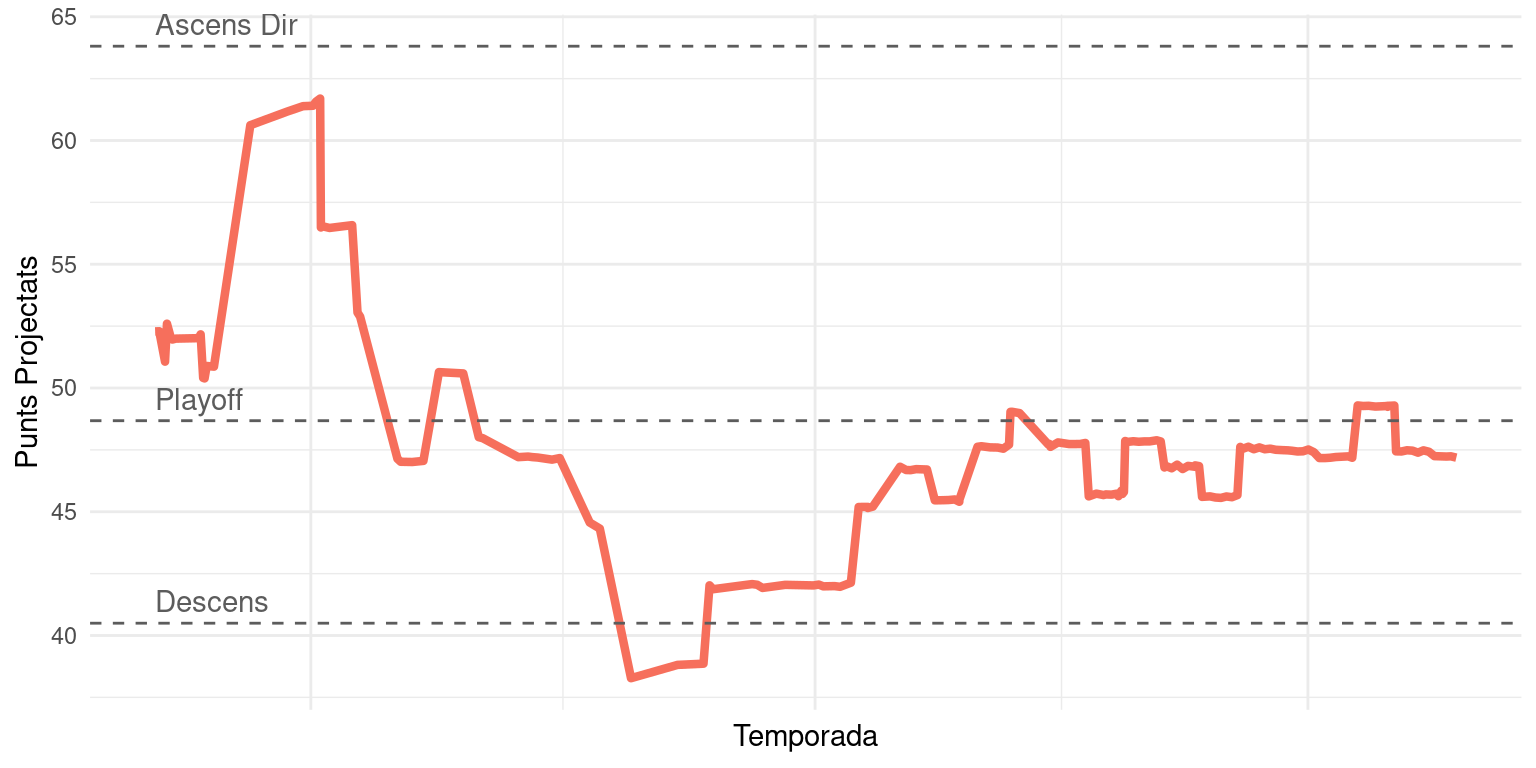 65
Ascens Dir
60
55
50
Playoff
45
Descens
40
Punts Projectats
Temporada